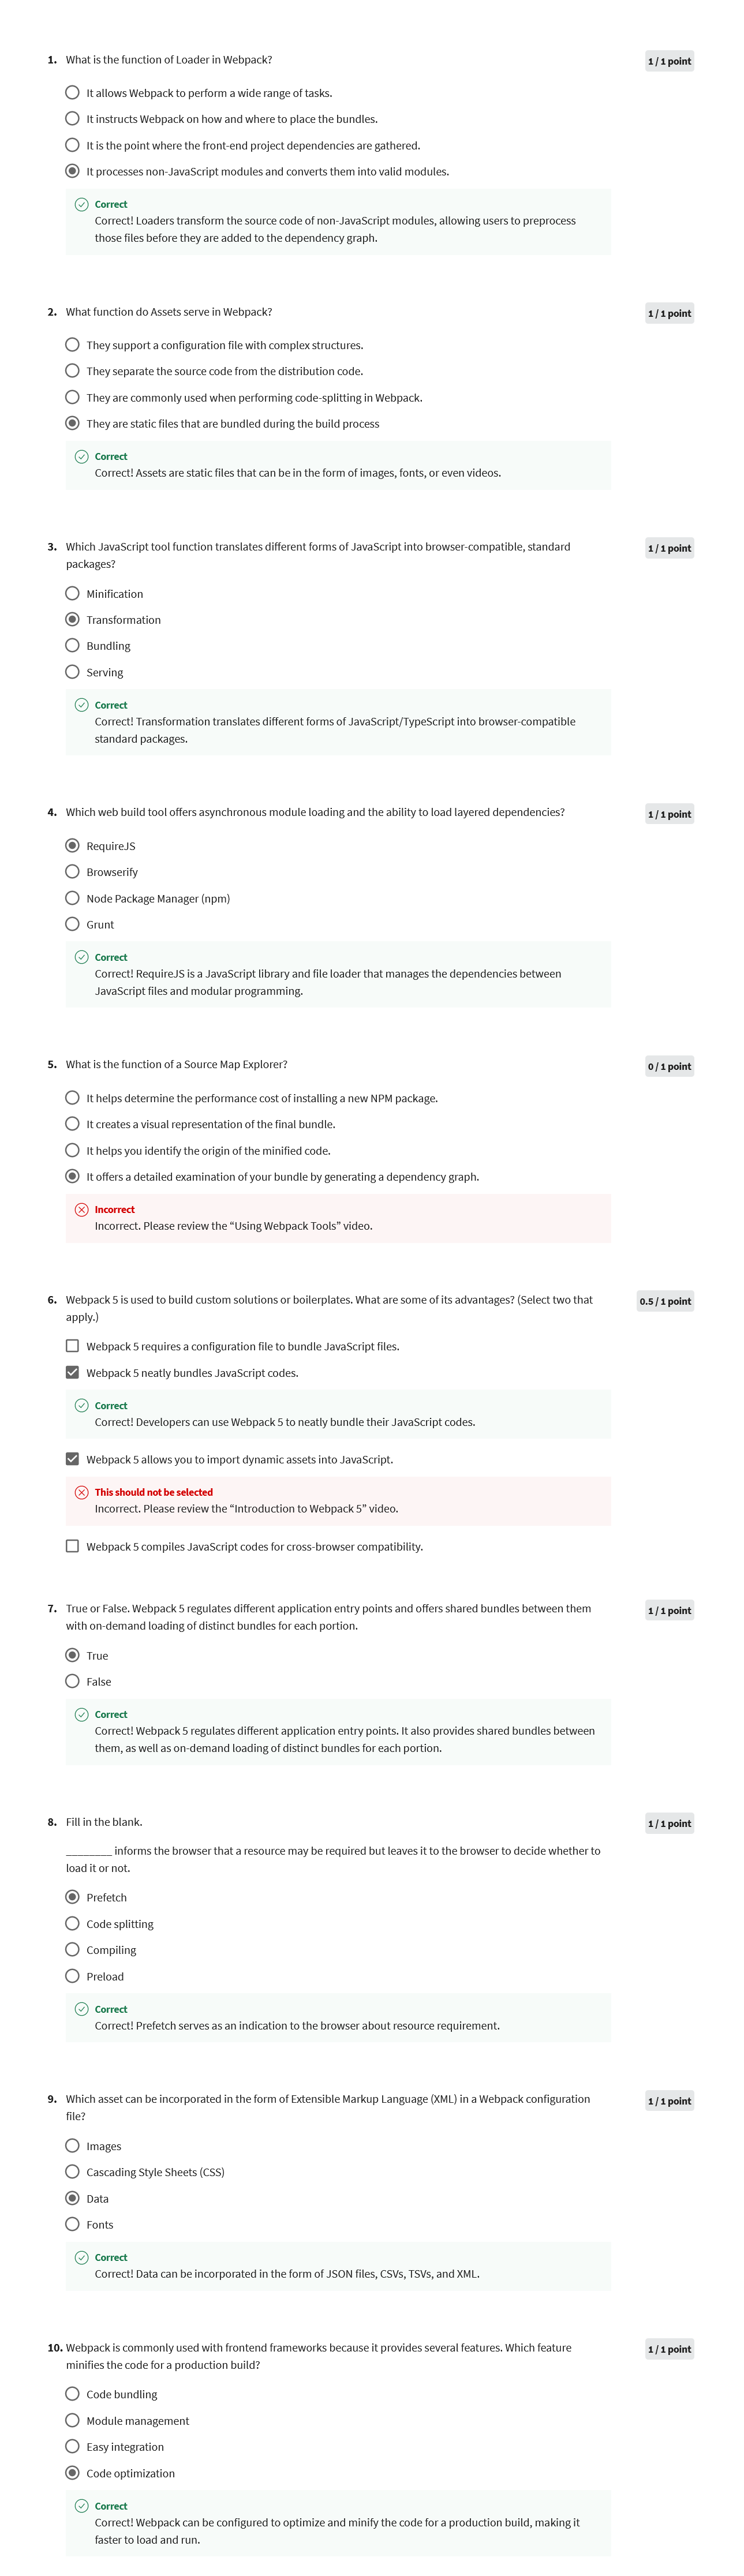 1. What is the function of Loader in Webpack?
1 / 1 point
It allows Webpack to perform a wide range of tasks.
It instructs Webpack on how and where to place the bundles.
It is the point where the front-end project dependencies are gathered.
It processes non-JavaScript modules and converts them into valid modules.
Correct
Correct! Loaders transform the source code of non-JavaScript modules, allowing users to preprocess
those files before they are added to the dependency graph.
2. What function do Assets serve in Webpack?
1 / 1 point
They support a configuration file with complex structures.
They separate the source code from the distribution code.
They are commonly used when performing code-splitting in Webpack.
They are static files that are bundled during the build process
Correct
Correct! Assets are static files that can be in the form of images, fonts, or even videos.
3. Which JavaScript tool function translates different forms of JavaScript into browser-compatible, standard
packages?
1 / 1 point
Minification
Transformation
Bundling
Serving
Correct
Correct! Transformation translates different forms of JavaScript/TypeScript into browser-compatible
standard packages.
4. Which web build tool offers asynchronous module loading and the ability to load layered dependencies?
1 / 1 point
RequireJS
Browserify
Node Package Manager (npm)
Grunt
Correct
Correct! RequireJS is a JavaScript library and file loader that manages the dependencies between
JavaScript files and modular programming.
5. What is the function of a Source Map Explorer?
0 / 1 point
It helps determine the performance cost of installing a new NPM package.
It creates a visual representation of the final bundle.
It helps you identify the origin of the minified code.
It offers a detailed examination of your bundle by generating a dependency graph.
Incorrect
Incorrect. Please review the “Using Webpack Tools” video.
6. Webpack 5 is used to build custom solutions or boilerplates. What are some of its advantages? (Select two that
apply.)
0.5 / 1 point
Webpack 5 requires a configuration file to bundle JavaScript files.
Webpack 5 neatly bundles JavaScript codes.
Correct
Correct! Developers can use Webpack 5 to neatly bundle their JavaScript codes.
Webpack 5 allows you to import dynamic assets into JavaScript.
This should not be selected
Incorrect. Please review the “Introduction to Webpack 5” video.
Webpack 5 compiles JavaScript codes for cross-browser compatibility.
7. True or False. Webpack 5 regulates different application entry points and offers shared bundles between them
with on-demand loading of distinct bundles for each portion.
1 / 1 point
True
False
Correct
Correct! Webpack 5 regulates different application entry points. It also provides shared bundles between
them, as well as on-demand loading of distinct bundles for each portion.
8. Fill in the blank.
1 / 1 point
________ informs the browser that a resource may be required but leaves it to the browser to decide whether to
load it or not.
Prefetch
Code splitting
Compiling
Preload
Correct
Correct! Prefetch serves as an indication to the browser about resource requirement.
9. Which asset can be incorporated in the form of Extensible Markup Language (XML) in a Webpack configuration
file?
1 / 1 point
Images
Cascading Style Sheets (CSS)
Data
Fonts
Correct
Correct! Data can be incorporated in the form of JSON files, CSVs, TSVs, and XML.
10. Webpack is commonly used with frontend frameworks because it provides several features. Which feature
minifies the code for a production build?
1 / 1 point
Code bundling
Module management
Easy integration
Code optimization
Correct
Correct! Webpack can be configured to optimize and minify the code for a production build, making it
faster to load and run.